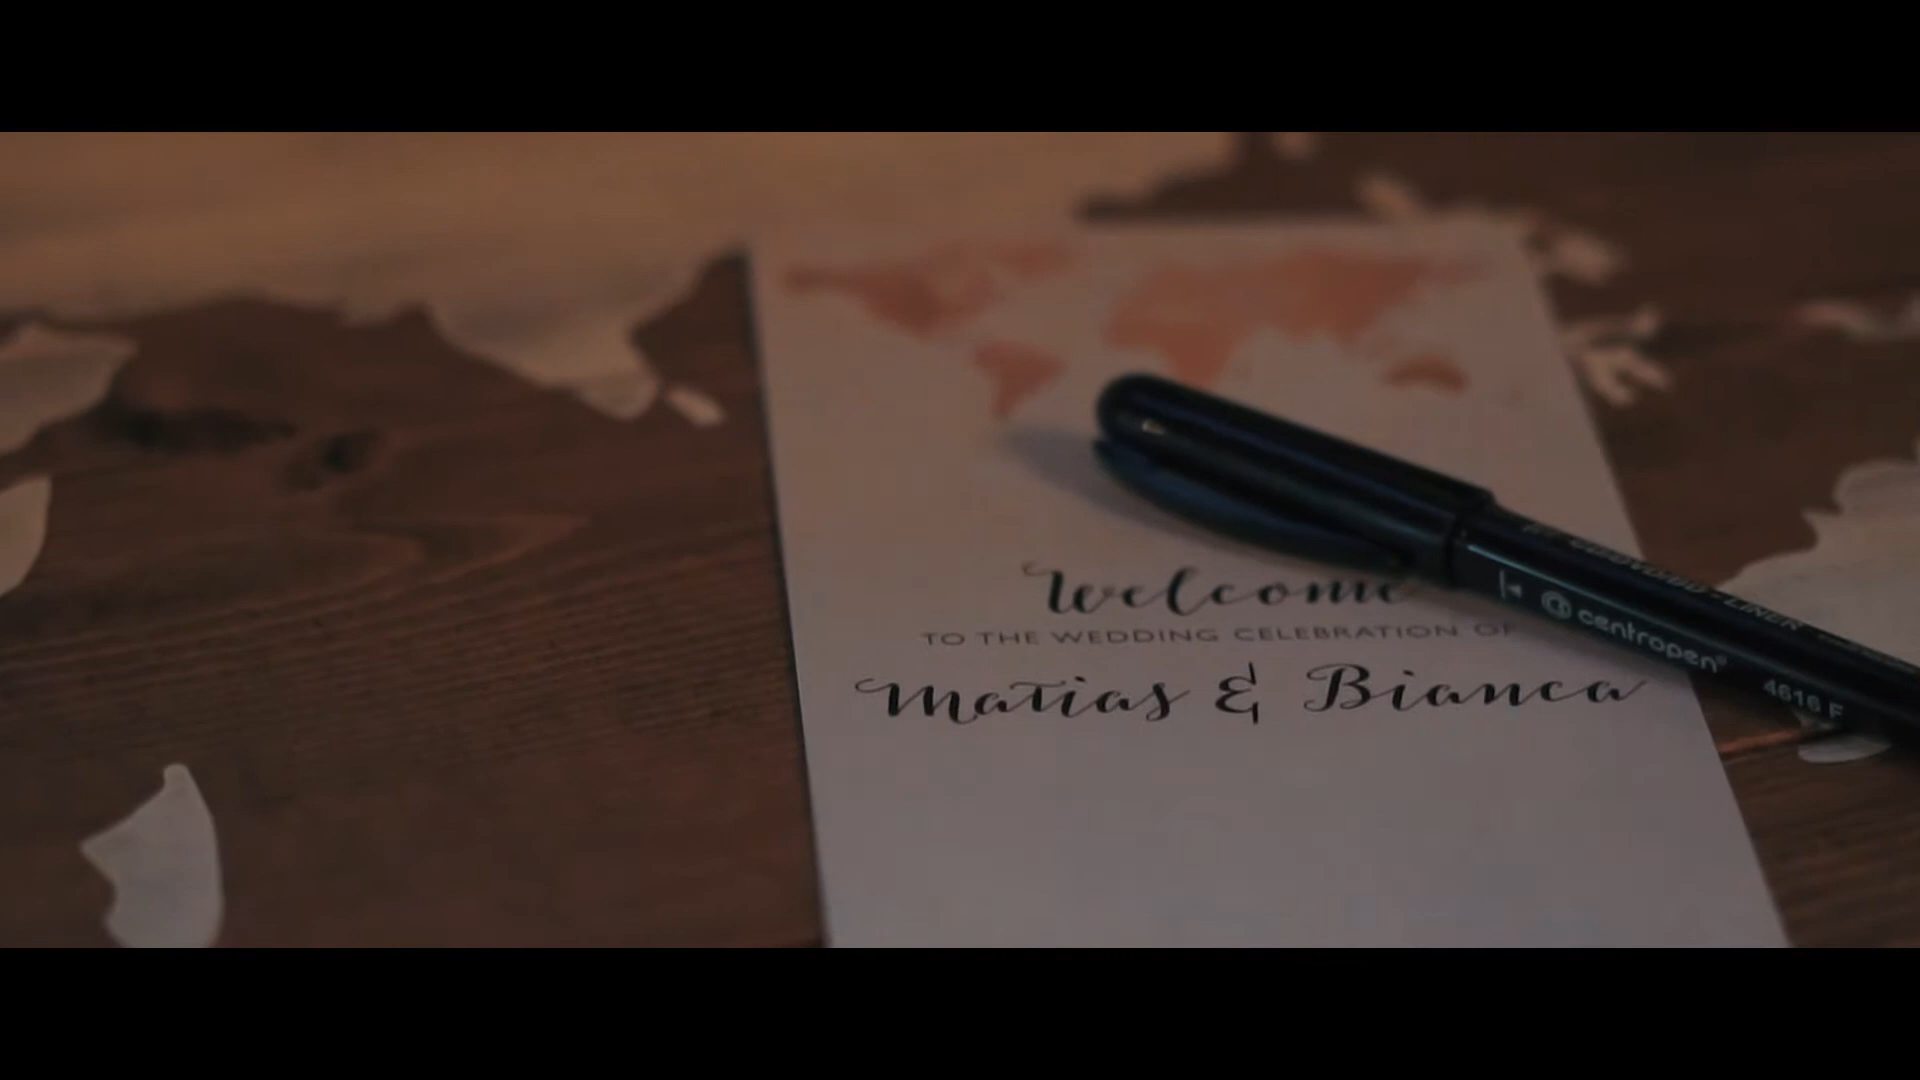 Welcome
TO THE WEDDING CELEBRATION OF
Matias & Bianca
centropen®
4616 F